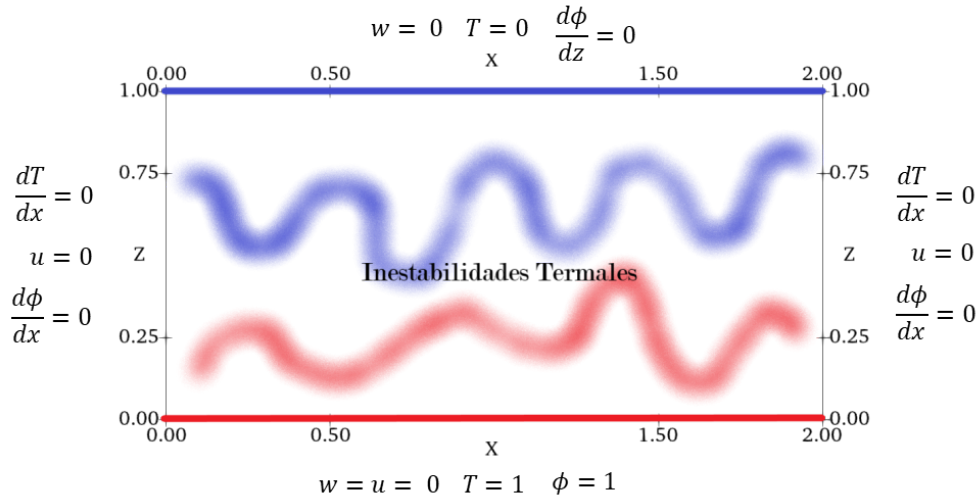 w = 0 T = 0 dϕ/dz = 0
X
0.00 0.50 1.50 2.00
1.00 1.00
0.75 0.75
dT/dx = 0 dT/dx = 0
u = 0 Z Z u = 0
Inestabilidades Termales
dϕ/dx = 0 dϕ/dx = 0
0.25 0.25
0.00 0.00
0.00 0.50 1.50 2.00
X
w = u = 0 T = 1 ϕ = 1